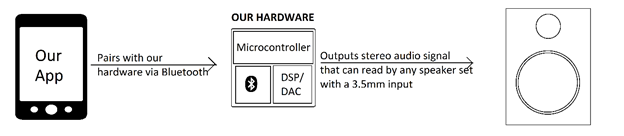 Our
App
Pairs with our
hardware via Bluetooth
OUR HARDWARE
Microcontroller
DSP/
DAC
Outputs stereo audio signal
that can read by any speaker set
with a 3.5mm input